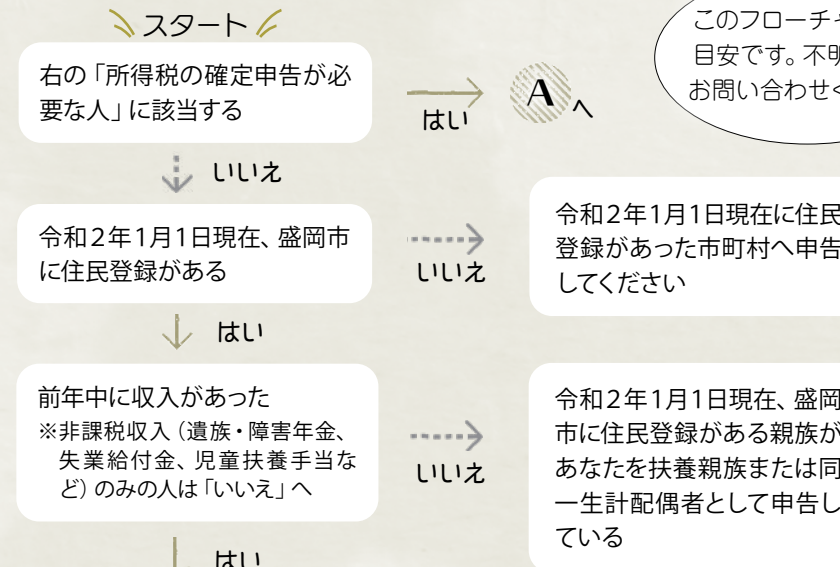 スタート
右の「所得税の確定申告が必
要な人」に該当する
はい
Aへ
このフローチャ
目安です。不明
お問い合わせく
いいえ
令和2年1月1日現在、盛岡市
に住民登録がある
いいえ
令和2年1月1日現在に住民
登録があった市町村へ申告
してください
はい
前年中に収入があった
※非課税収入（遺族・障害年金、
失業給付金、児童扶養手当な
ど）のみの人は「いいえ」へ
いいえ
令和2年1月1日現在、盛岡
市に住民登録がある親族が
あなたを扶養親族または同
一生計配偶者として申告し
ている
はい